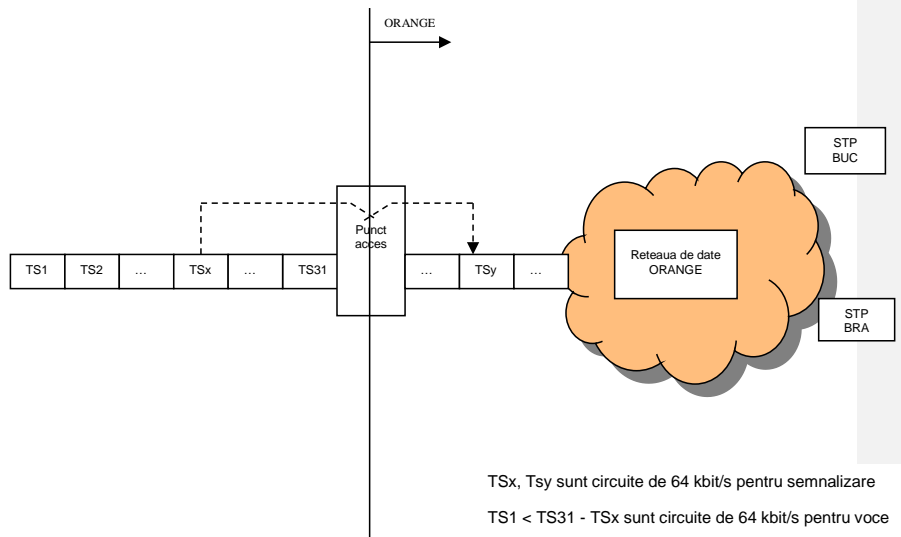 ORANGE
STP
BUC
Punct
acces
TS1 TS2 … TSx … TS31 … TSy …
Reteaua de date
ORANGE
STP
BRA
TSx, Tsy sunt circuite de 64 kbit/s pentru semnalizare
TS1 < TS31 - TSx sunt circuite de 64 kbit/s pentru voce